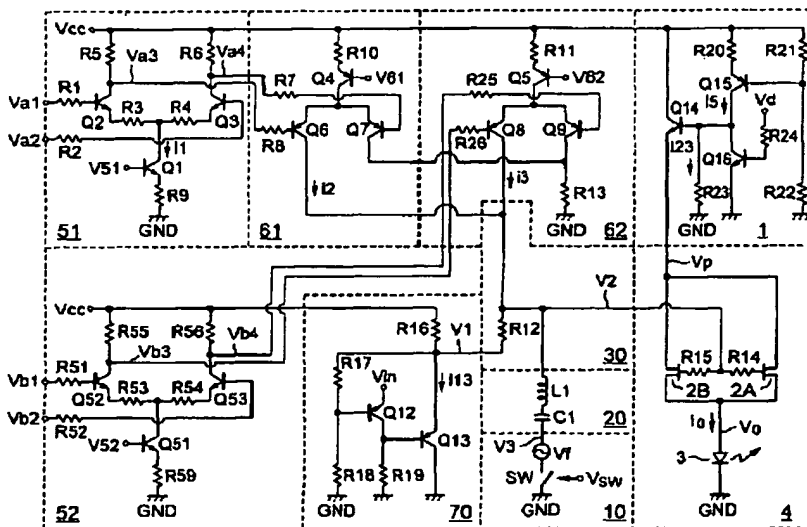 Vcc
R5
R6
Va3
Va4
R10
Q4
V61
R11
Q5
V62
R20
R21
Va1
R1
R7
R25
Q15
Q2
R3
R4
Q3
Q6
Q7
Q8
Q9
Q14
I5
Vd
Va2
R2
R8
R26
I23
Q16
R24
V51
I1
Q1
R9
I2
I3
R13
R23
R22
GND
GND
GND
GND
51
61
62
1
Vp
Vcc
V2
R55
R56
Vb4
R16
V1
R12
Vb1
R51
Vb3
R17
I13
30
R15
R14
Q52
R53
R54
Q53
Vin
L1
2B
2A
Vb2
R52
Q12
Q13
C1
20
V52
Q51
V3
Vf
Io
Vo
R59
R18
R19
SW
Vsw
3
GND
GND
GND
GND
52
70
10
4